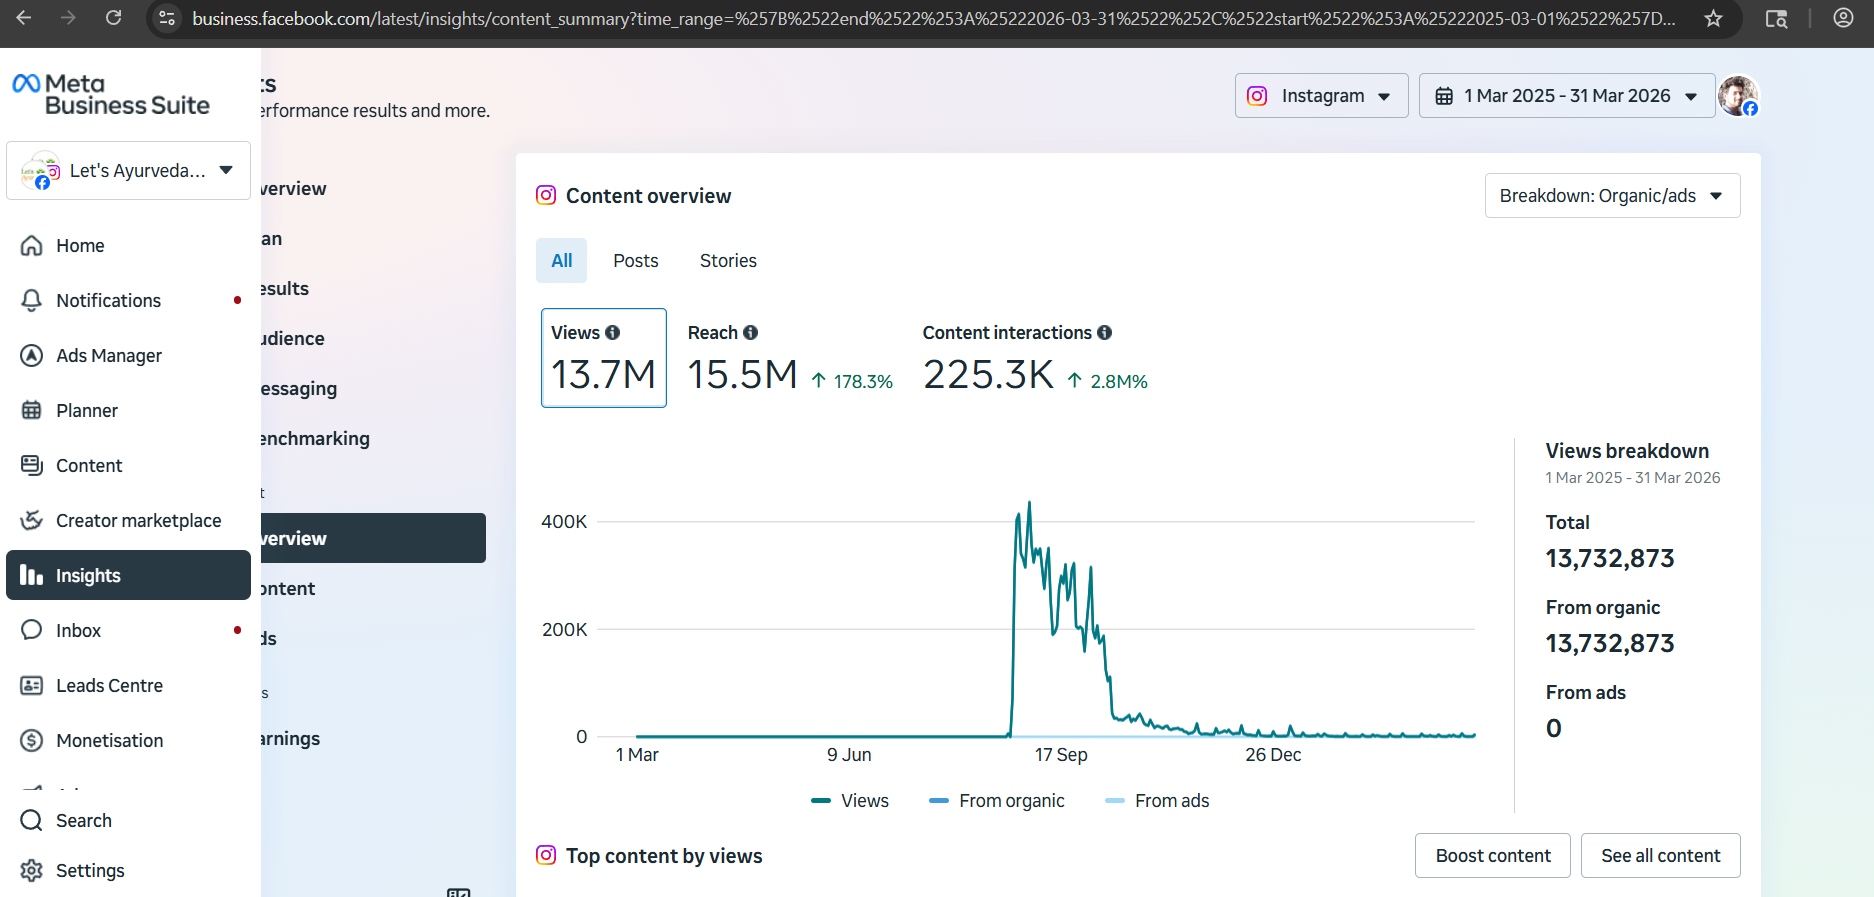 business.facebook.com/latest/insights/content_summary?time_range=%257B%2522end%2522%253A%25222026-03-31%2522%252C%2522start%2522%253A%25222025-03-01%2522%257D...
Meta
Business Suite
ts
erformance results and more.
Instagram
1 Mar 2025 - 31 Mar 2026
Let's Ayurveda...
Home
Notifications
Ads Manager
Planner
Content
Creator marketplace
Insights
Inbox
Leads Centre
Monetisation
Search
Settings
verview
an
esults
udience
essaging
enchmarking
t
verview
ontent
ds
s
arnings
Content overview
Breakdown: Organic/ads
All
Posts
Stories
Views
13.7M
Reach
15.5M
178.3%
Content interactions
225.3K
2.8M%
400K
200K
0
1 Mar
9 Jun
17 Sep
26 Dec
Views
From organic
From ads
Views breakdown
1 Mar 2025 - 31 Mar 2026
Total
13,732,873
From organic
13,732,873
From ads
0
Top content by views
Boost content
See all content